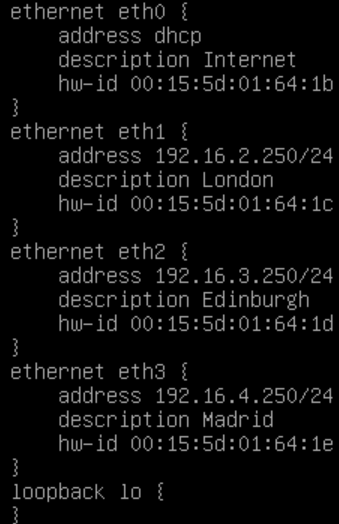 ethernet eth0 {
    address dhcp
    description Internet
    hw-id 00:15:5d:01:64:1b
}
ethernet eth1 {
    address 192.16.2.250/24
    description London
    hw-id 00:15:5d:01:64:1c
}
ethernet eth2 {
    address 192.16.3.250/24
    description Edinburgh
    hw-id 00:15:5d:01:64:1d
}
ethernet eth3 {
    address 192.16.4.250/24
    description Madrid
    hw-id 00:15:5d:01:64:1e
}
loopback lo {
}